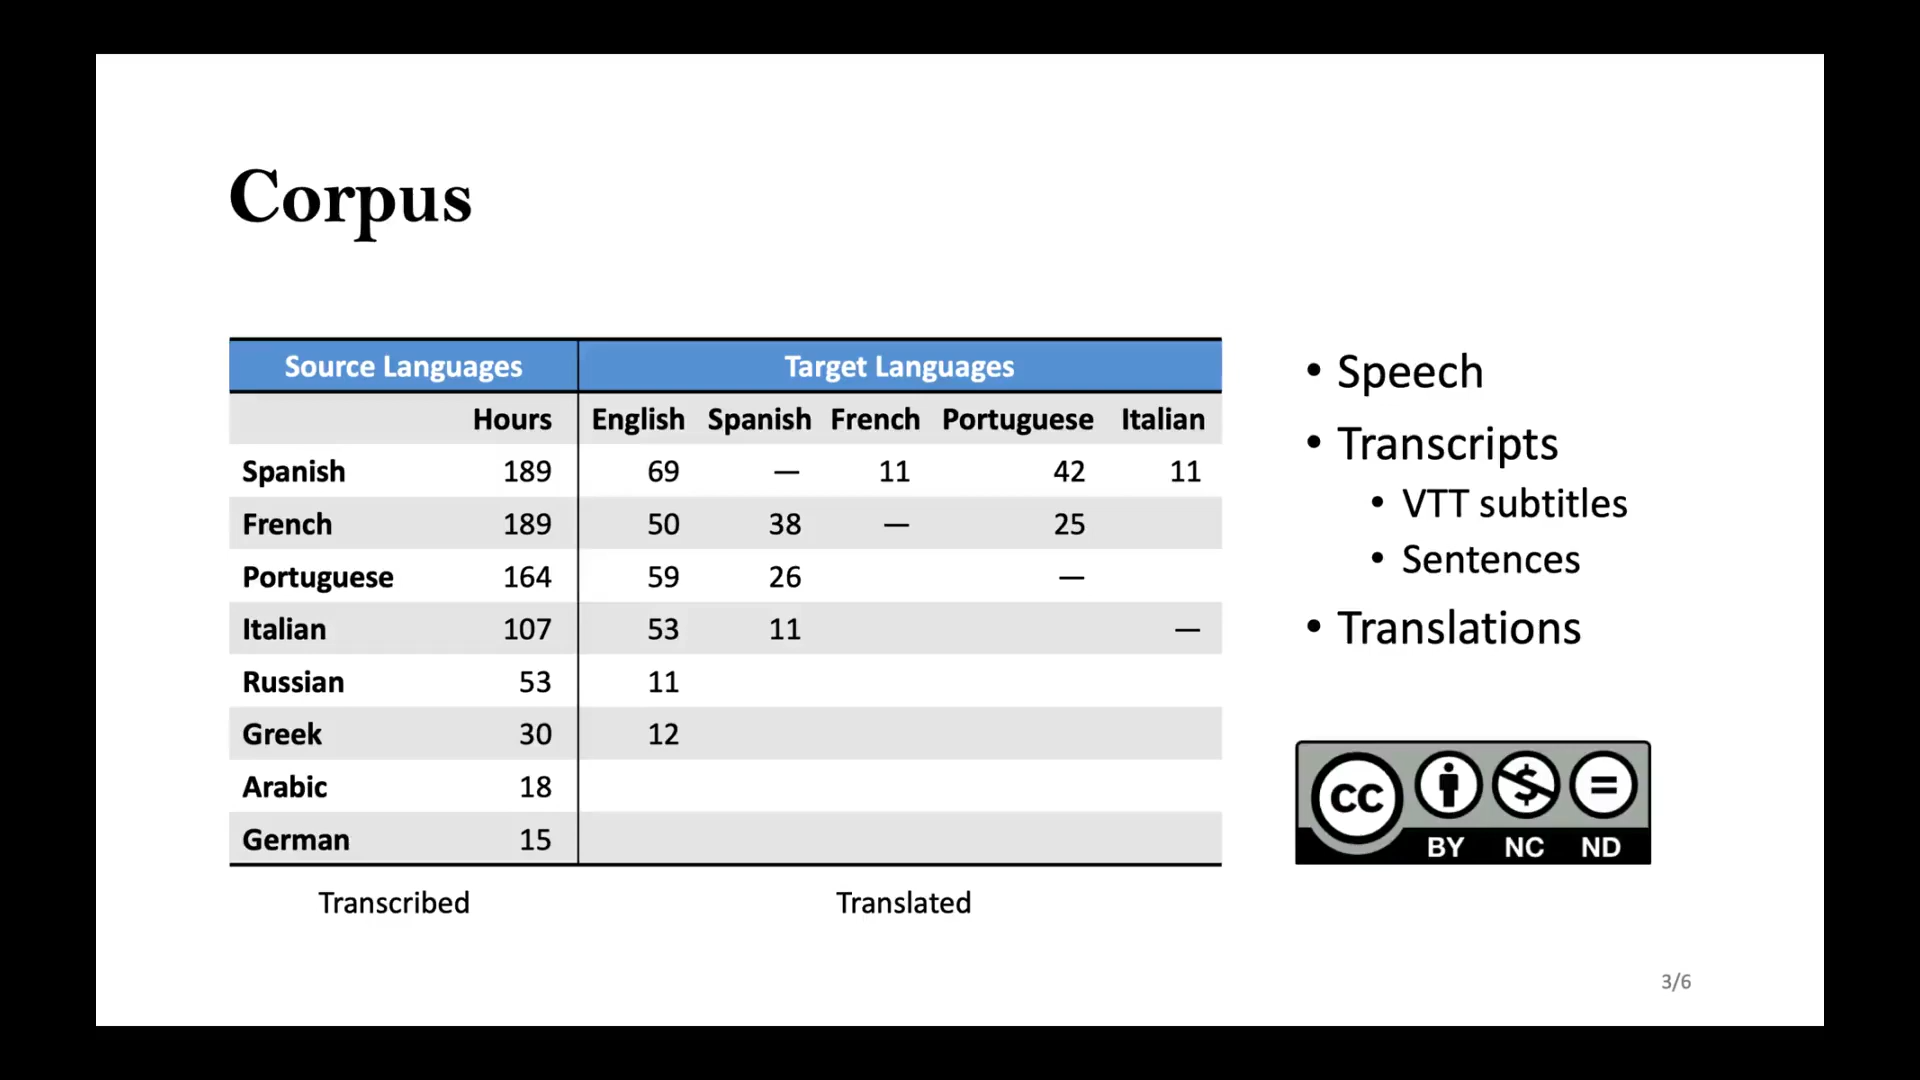 Corpus
Source Languages Target Languages
Hours English Spanish French Portuguese Italian
Spanish 189 69 — 11 42 11
French 189 50 38 — 25
Portuguese 164 59 26 —
Italian 107 53 11 —
Russian 53 11
Greek 30 12
Arabic 18
German 15
Transcribed Translated
• Speech
• Transcripts
• VTT subtitles
• Sentences
• Translations
CC $ =
BY NC ND
3/6